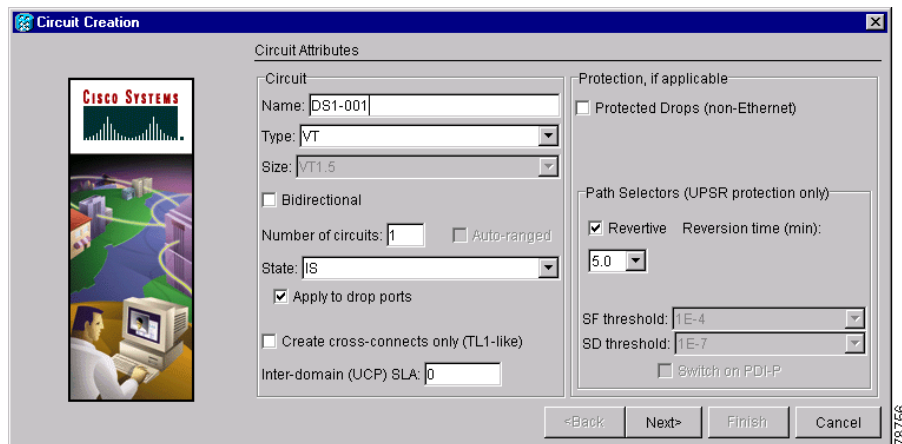 Circuit Creation
Circuit Attributes
CISCO SYSTEMS
Circuit
Name: DS1-001
Type: VT
Size: VT1.5
Bidirectional
Number of circuits: 1 Auto-ranged
State: IS
Apply to drop ports
Create cross-connects only (TL1-like)
Inter-domain (UCP) SLA: 0
Protection, if applicable
Protected Drops (non-Ethernet)
Path Selectors (UPSR protection only)
Revertive Reversion time (min):
5.0
SF threshold: 1E-4
SD threshold: 1E-7
Switch on PDI-P
<Back Next> Finish Cancel
78756